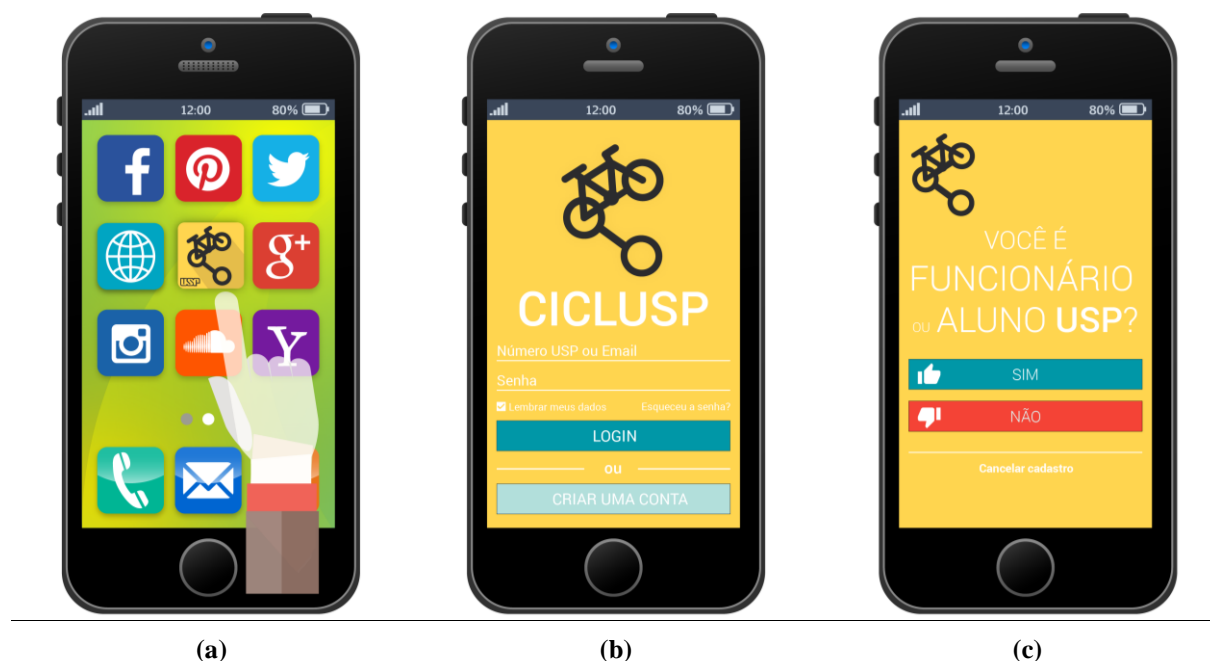 12:00 80%
f
g+
USP
Y
(a)
12:00 80%
CICLUSP
Número USP ou Email
Senha
Lembrar meus dados Esqueceu a senha?
LOGIN
OU
CRIAR UMA CONTA
(b)
12:00 80%
VOCÊ É
FUNCIONÁRIO
OU ALUNO USP?
SIM
NÃO
Cancelar cadastro
(c)